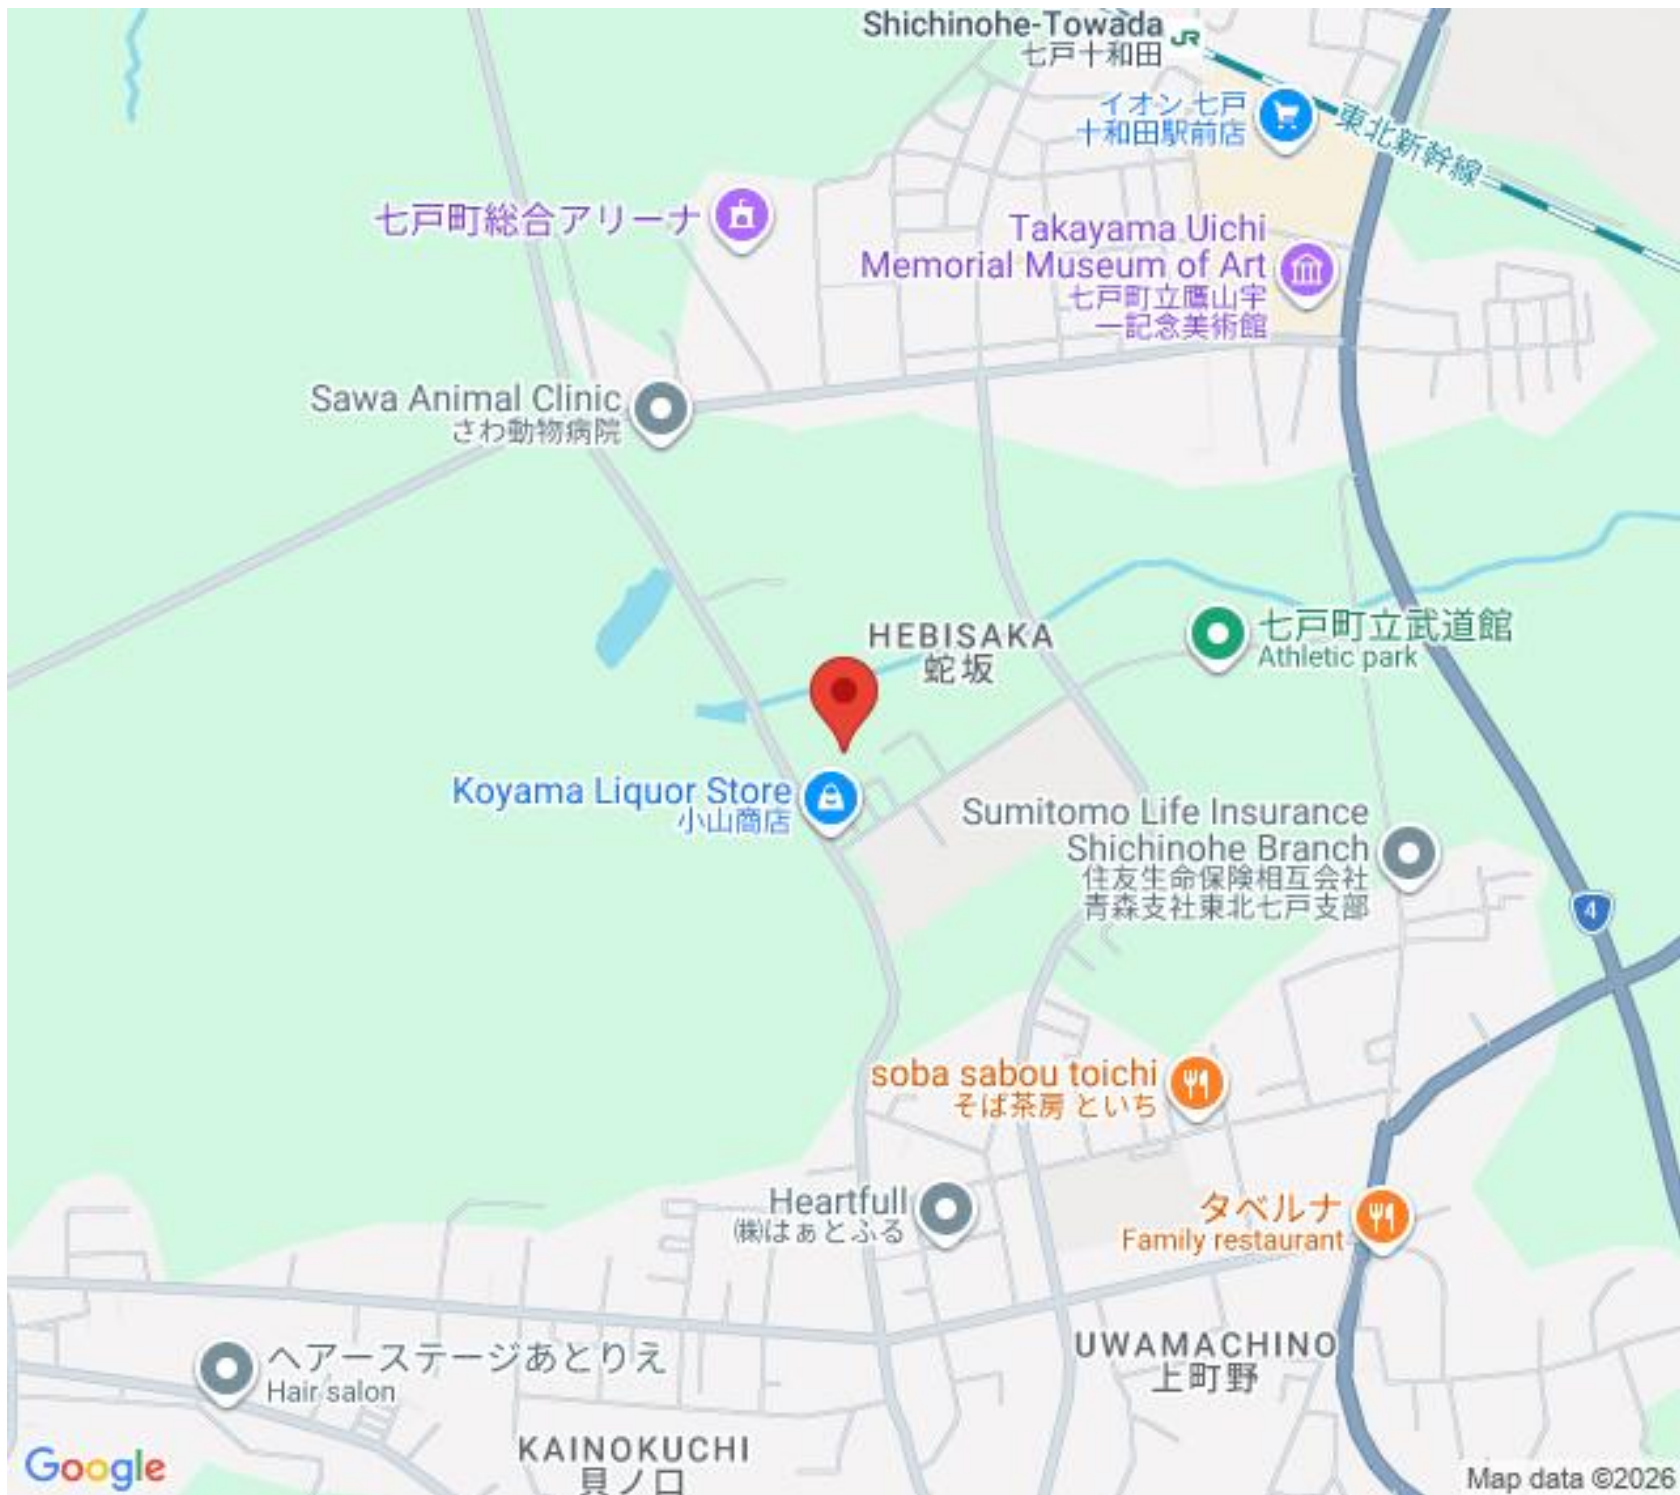 Shichinohe-Towada
七戸十和田
JR
イオン 七戸
十和田駅前店
東北新幹線
七戸町総合アリーナ
Takayama Uichi
Memorial Museum of Art
七戸町立鷹山宇
一記念美術館
Sawa Animal Clinic
さわ動物病院
HEBISAKA
蛇坂
七戸町立武道館
Athletic park
Koyama Liquor Store
小山商店
Sumitomo Life Insurance
Shichinohe Branch
住友生命保険相互会社
青森支社東北七戸支部
4
soba sabou toichi
そば茶房 といち
Heartfull
㈱はぁとふる
タベルナ
Family restaurant
UWAMACHINO
上町野
ヘアーステージあとりえ
Hair salon
KAINOKUCHI
貝ノ口
Google
Map data ©2026